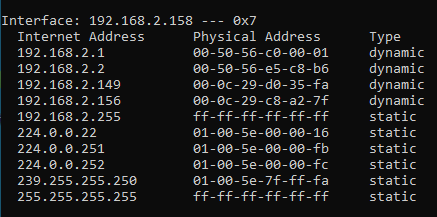 Interface: 192.168.2.158 --- 0x7
Internet Address Physical Address Type
192.168.2.1 00-50-56-c0-00-01 dynamic
192.168.2.2 00-50-56-e5-c8-b6 dynamic
192.168.2.149 00-0c-29-d0-35-fa dynamic
192.168.2.156 00-0c-29-c8-a2-7f dynamic
192.168.2.255 ff-ff-ff-ff-ff-ff static
224.0.0.22 01-00-5e-00-00-16 static
224.0.0.251 01-00-5e-00-00-fb static
224.0.0.252 01-00-5e-00-00-fc static
239.255.255.250 01-00-5e-7f-ff-fa static
255.255.255.255 ff-ff-ff-ff-ff-ff static